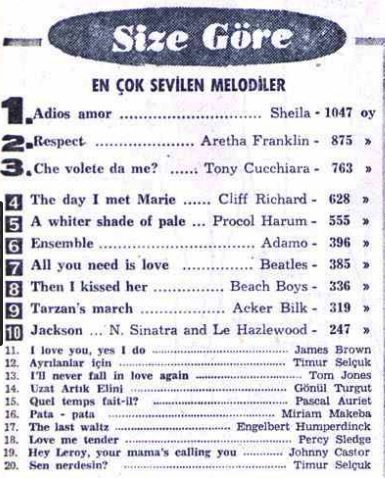 Size Göre
EN ÇOK SEVİLEN MELODİLER
1. Adios amor .............................. Sheila - 1047 oy
2. Respect ..................... Aretha Franklin - 875 »
3. Che volete da me? ...... Tony Cucchiara - 763 »
4 The day I met Marie ...... Cliff Richard - 628 »
5 A whiter shade of pale ... Procol Harum - 555 »
6 Ensemble ................................. Adamo - 396 »
7 All you need is love .................. Beatles - 385 »
8 Then I kissed her ................. Beach Boys - 336 »
9 Tarzan's march .................. Acker Bilk - 319 »
10 Jackson ... N. Sinatra and Le Hazlewood - 247 »
11. I love you, yes I do ........................ James Brown
12. Ayrılanlar için ........................ Timur Selçuk
13. I'll never fall in love again ........................ Tom Jones
14. Uzat Artık Elini ........................ Gönül Turgut
15. Quel temps fait-il? ........................ Pascal Auriet
16. Pata - pata ........................ Miriam Makeba
17. The last waltz ........................ Engelbert Humperdinck
18. Love me tender ........................ Percy Sledge
19. Hey Leroy, your mama's calling you ............ Johnny Castor
20. Sen nerdesin? ........................ Timur Selçuk